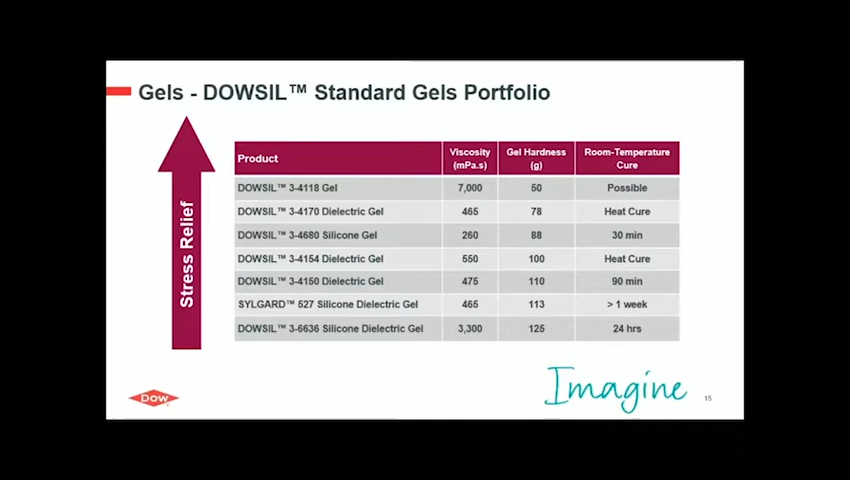 Gels - DOWSIL™ Standard Gels Portfolio
Stress Relief
Product Viscosity (mPa.s) Gel Hardness (g) Room-Temperature Cure
DOWSIL™ 3-4118 Gel 7,000 50 Possible
DOWSIL™ 3-4170 Dielectric Gel 465 78 Heat Cure
DOWSIL™ 3-4680 Silicone Gel 260 88 30 min
DOWSIL™ 3-4154 Dielectric Gel 550 100 Heat Cure
DOWSIL™ 3-4150 Dielectric Gel 475 110 90 min
SYLGARD™ 527 Silicone Dielectric Gel 465 113 > 1 week
DOWSIL™ 3-6636 Silicone Dielectric Gel 3,300 125 24 hrs
Dow
Imagine
15